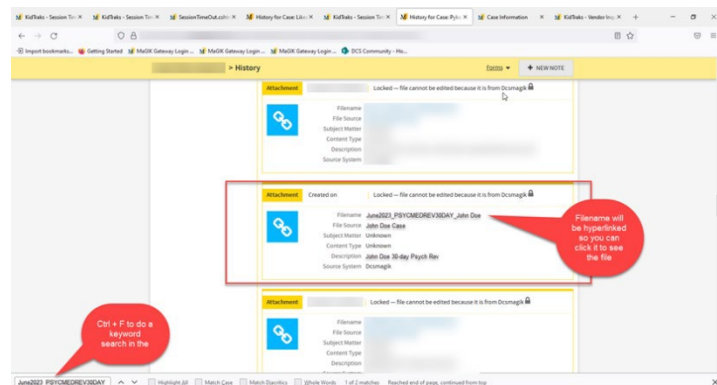 KidTraks - Session Tim
KidTraks - Session Tim
SessionTimeOut.cshtm
History for Case Like
KidTraks - Session Tim
History for Case Pyke
Case Information
KidTraks - Vendor Inq
Import bookmarks...
Getting Started
MaGIK Gateway Login ...
MaGIK Gateway Login ...
MaGIK Gateway Login ...
DCS Community - Ho...
> History
Forms
+ NEW NOTE
Attachment
Locked — file cannot be edited because it is from Dcsmagik
Filename
File Source
Subject Matter
Content Type
Description
Source System
Attachment Created on Locked — file cannot be edited because it is from Dcsmagik
Filename June2023_PSYCMEDREV30DAY_John Doe
File Source John Doe Case
Subject Matter Unknown
Content Type Unknown
Description John Doe 30-day Psych Rev
Source System Dcsmagik
Filename will
be hyperlinked
so you can
click it to see
the file
Attachment
Locked — file cannot be edited because it is from Dcsmagik
Filename
File Source
Subject Matter
Content Type
Description
Ctrl + F to do a
keyword
search in the
June2023_PSYCMEDREV30DAY
Highlight All Match Case Match Diacritics Whole Words 1 of 2 matches Reached end of page, continued from top